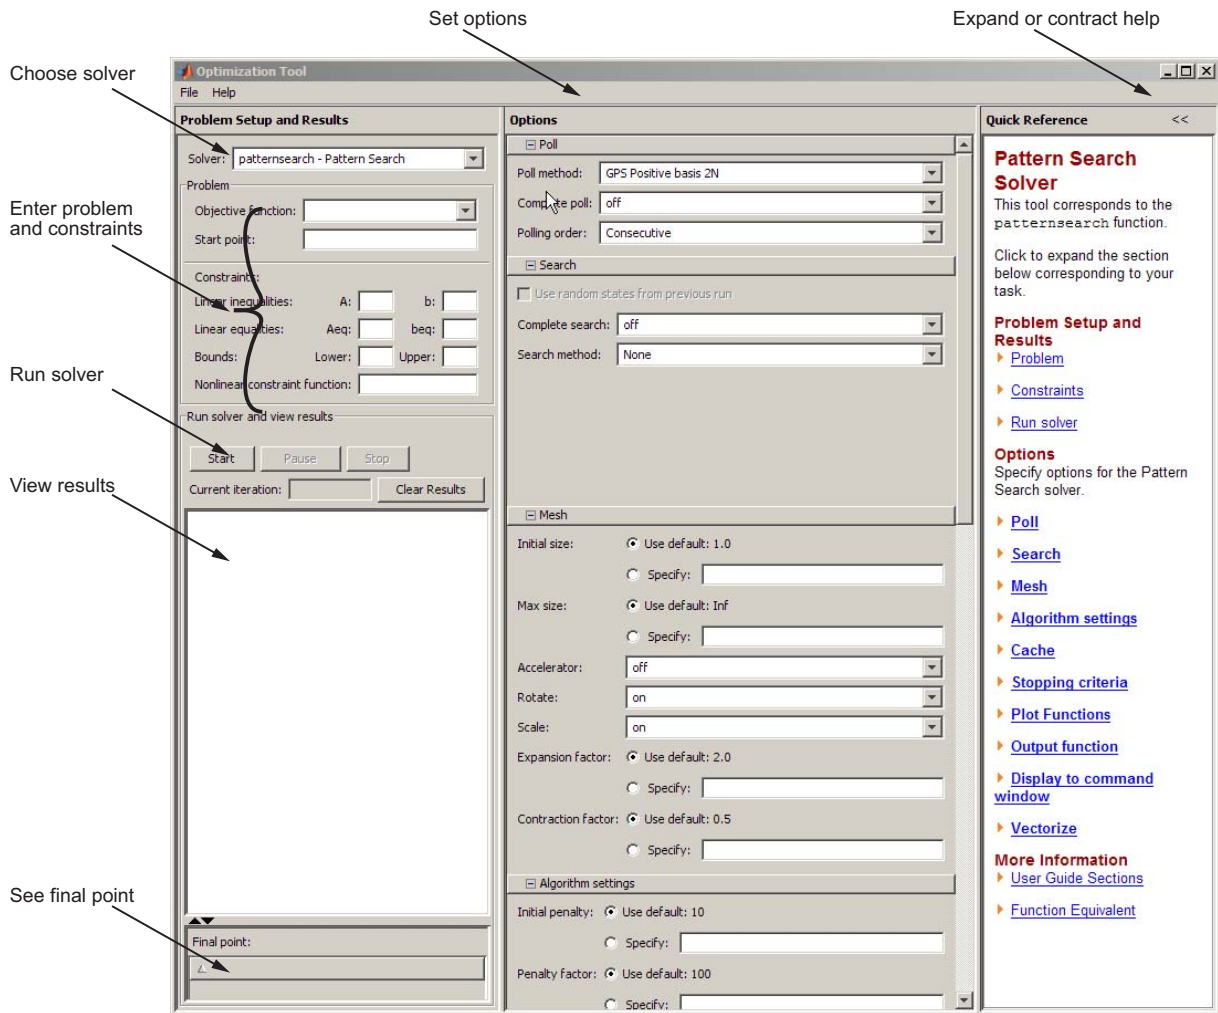 Set options
Expand or contract help
Choose solver
Enter problem
and constraints
Run solver
View results
See final point
Optimization Tool
File Help
Problem Setup and Results
Solver: patternsearch - Pattern Search
Problem
Objective function:
Start point:
Constraints:
Linear inequalities: A: b:
Linear equalities: Aeq: beq:
Bounds: Lower: Upper:
Nonlinear constraint function:
Run solver and view results
Start Pause Stop
Current iteration: Clear Results
Final point:
Options
Poll
Poll method: GPS Positive basis 2N
Complete poll: off
Polling order: Consecutive
Search
Use random states from previous run
Complete search: off
Search method: None
Mesh
Initial size: Use default: 1.0
Specify:
Max size: Use default: Inf
Specify:
Accelerator: off
Rotate: on
Scale: on
Expansion factor: Use default: 2.0
Specify:
Contraction factor: Use default: 0.5
Specify:
Algorithm settings
Initial penalty: Use default: 10
Specify:
Penalty factor: Use default: 100
Specify:
Quick Reference <<
Pattern Search
Solver
This tool corresponds to the
patternsearch function.
Click to expand the section
below corresponding to your
task.
Problem Setup and
Results
Problem
Constraints
Run solver
Options
Specify options for the Pattern
Search solver.
Poll
Search
Mesh
Algorithm settings
Cache
Stopping criteria
Plot Functions
Output function
Display to command
window
Vectorize
More Information
User Guide Sections
Function Equivalent